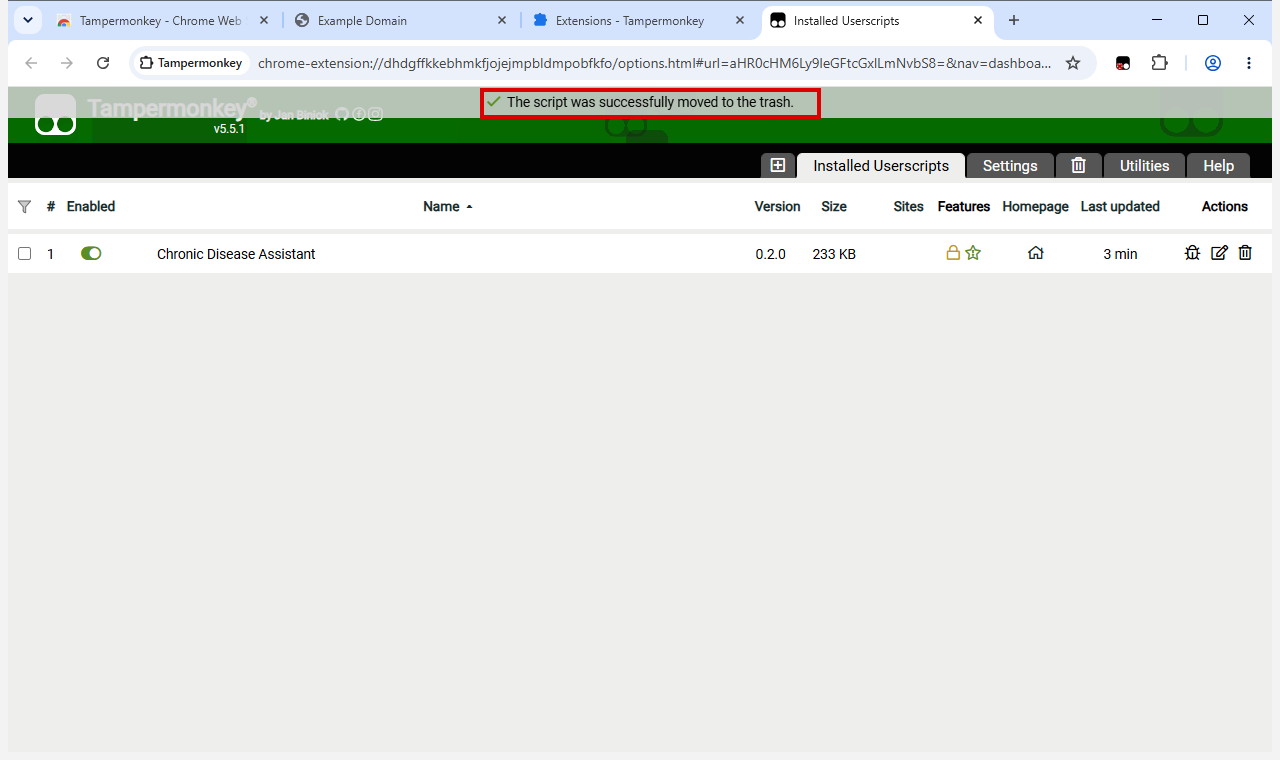 Tampermonkey - Chrome Web
Example Domain
Extensions - Tampermonkey
Installed Userscripts
Tampermonkey
chrome-extension://dhdgffkkebhmkfjojejmpbldmpobfkfo/options.html#url=aHR0cHM6Ly9leGFtcGxlLmNvbS8=&nav=dashboa...
Tampermonkey® by Jan Biniok
v5.5.1
The script was successfully moved to the trash.
Installed Userscripts
Settings
Utilities
Help
# Enabled Name Version Size Sites Features Homepage Last updated Actions
1 Chronic Disease Assistant 0.2.0 233 KB 3 min